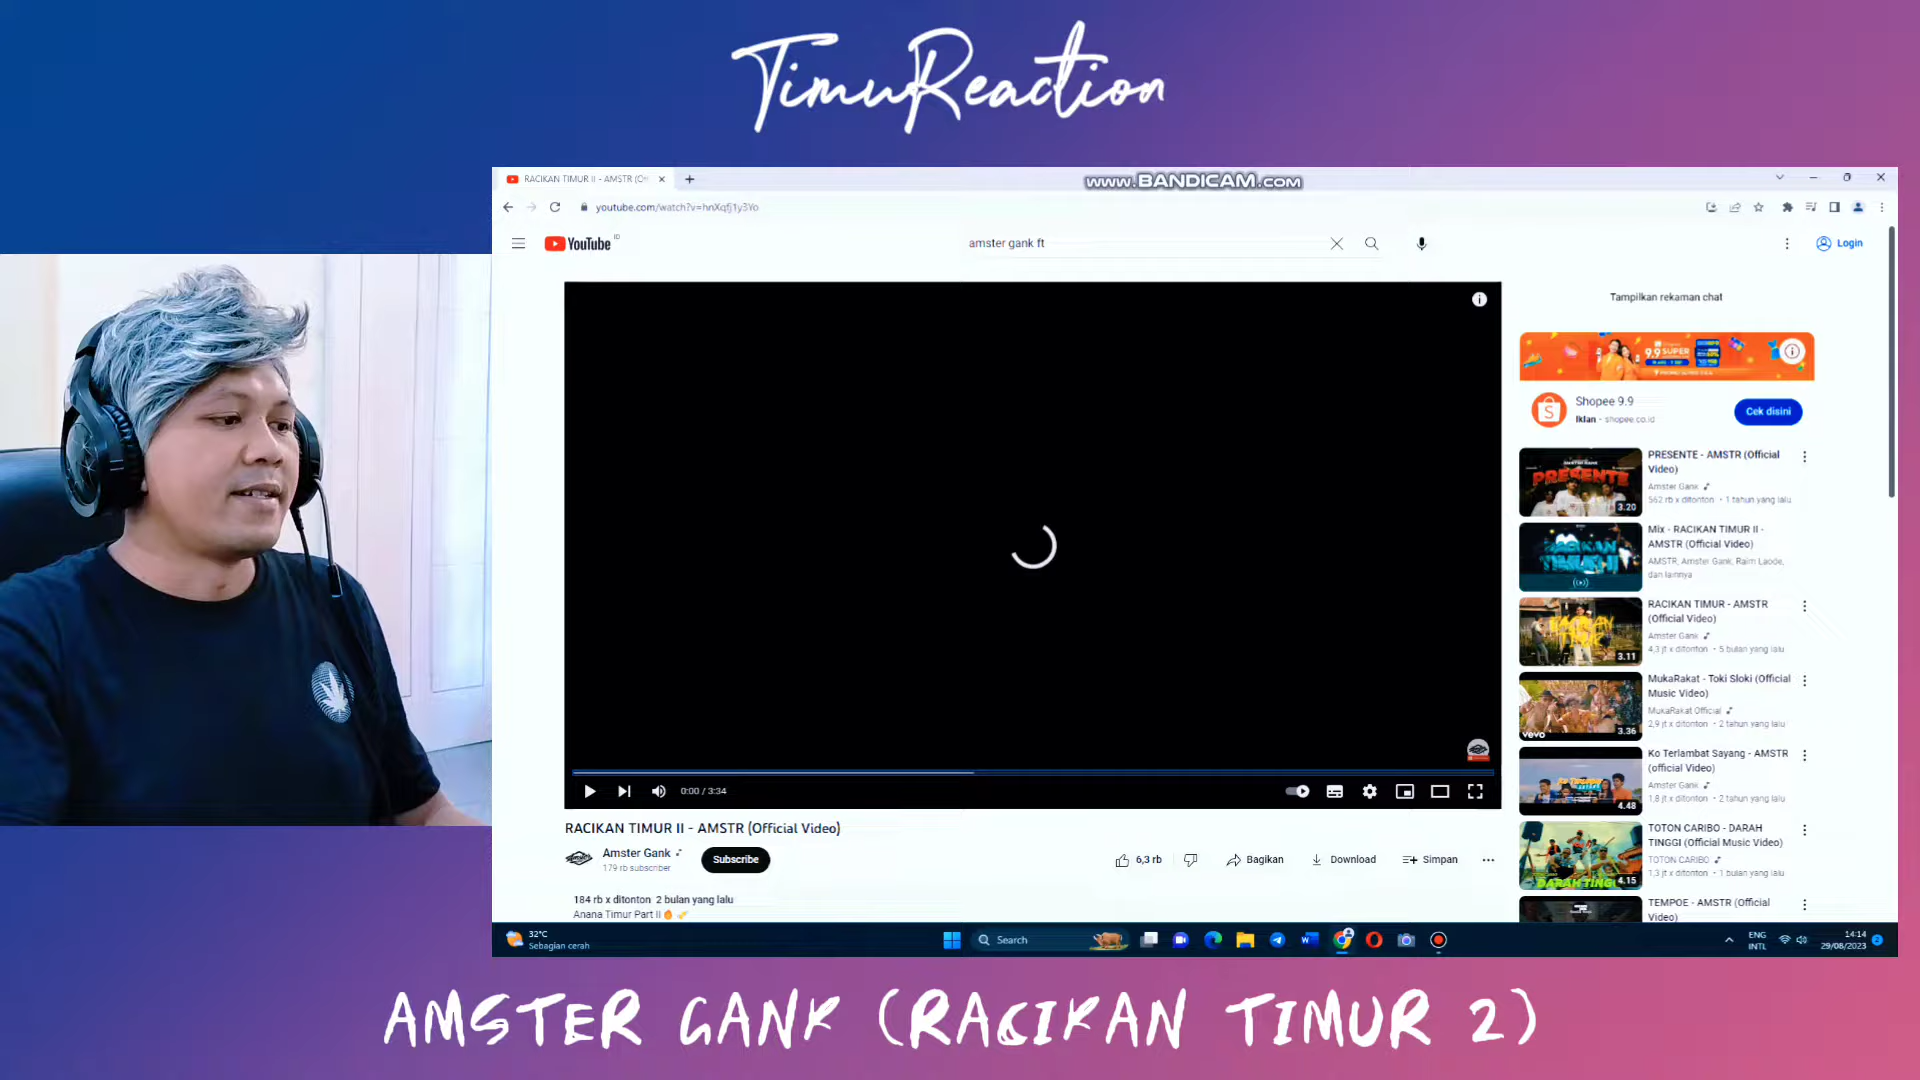 TimuReaction
RACIKAN TIMUR II - AMSTR (O
www.BANDICAM.com
youtube.com/watch?v=hnXqfj1y3Yo
YouTube ID
amster gank ft
Login
Tampilkan rekaman chat
9.9 SUPER
Shopee 9.9
Iklan - shopee.co.id
Cek disini
PRESENTE
3.20
PRESENTE - AMSTR (Official
Video)
Amster Gank
562 rb x ditonton • 1 tahun yang lalu
Mix - RACIKAN TIMUR II -
AMSTR (Official Video)
AMSTR, Amster Gank, Raim Laode,
dan lainnya
3.11
RACIKAN TIMUR - AMSTR
(Official Video)
Amster Gank
4,3 jt x ditonton • 5 bulan yang lalu
vevo
3.36
MukaRakat - Toki Sloki (Official
Music Video)
MukaRakat Official
2,9 jt x ditonton • 2 tahun yang lalu
4.48
Ko Terlambat Sayang - AMSTR
(official Video)
Amster Gank
1,8 jt x ditonton • 2 tahun yang lalu
DARAH TINGGI
4.15
TOTON CARIBO - DARAH
TINGGI (Official Music Video)
TOTON CARIBO
1,3 jt x ditonton • 1 bulan yang lalu
TEMPOE - AMSTR (Official
Video)
0:00 / 3:34
RACIKAN TIMUR II - AMSTR (Official Video)
Amster Gank
179 rb subscriber
Subscribe
6,3 rb
Bagikan
Download
Simpan
184 rb x ditonton 2 bulan yang lalu
Anana Timur Part II
32°C
Sebagian cerah
Search
ENG
INTL
14:14
29/08/2023
2
AMSTER GANK (RACIKAN TIMUR 2)